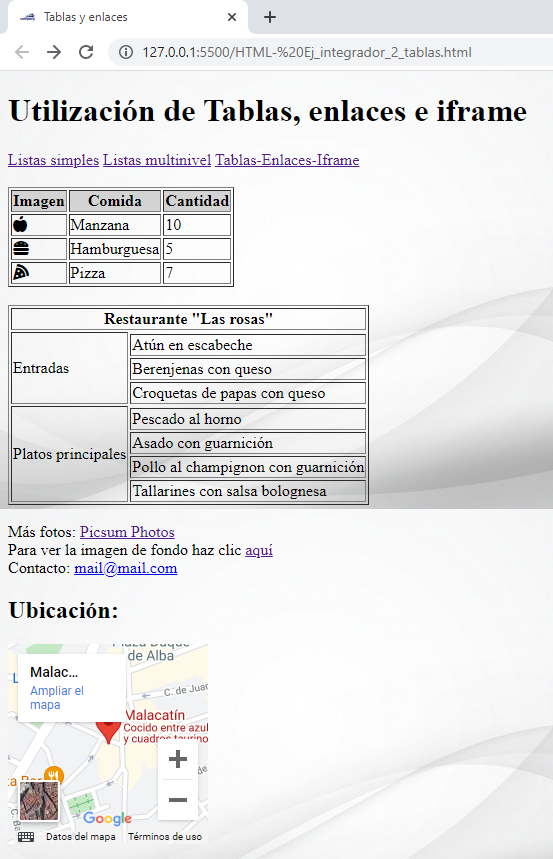 Tablas y enlaces
127.0.0.1:5500/HTML-%20Ej_integrador_2_tablas.html
Utilización de Tablas, enlaces e iframe
Listas simples Listas multinivel Tablas-Enlaces-Iframe
Imagen Comida Cantidad
Manzana 10
Hamburguesa 5
Pizza 7
Restaurante "Las rosas"
Entradas
Atún en escabeche
Berenjenas con queso
Croquetas de papas con queso
Platos principales
Pescado al horno
Asado con guarnición
Pollo al champignon con guarnición
Tallarines con salsa bolognesa
Más fotos: Picsum Photos
Para ver la imagen de fondo haz clic aquí
Contacto: mail@mail.com
Ubicación:
Plaza Duque
de Alba
Malac...
Ampliar el
mapa
C. de Juan
Malacatín
Cocido entre azul
y cuadros taurino
Google
Datos del mapa Términos de uso